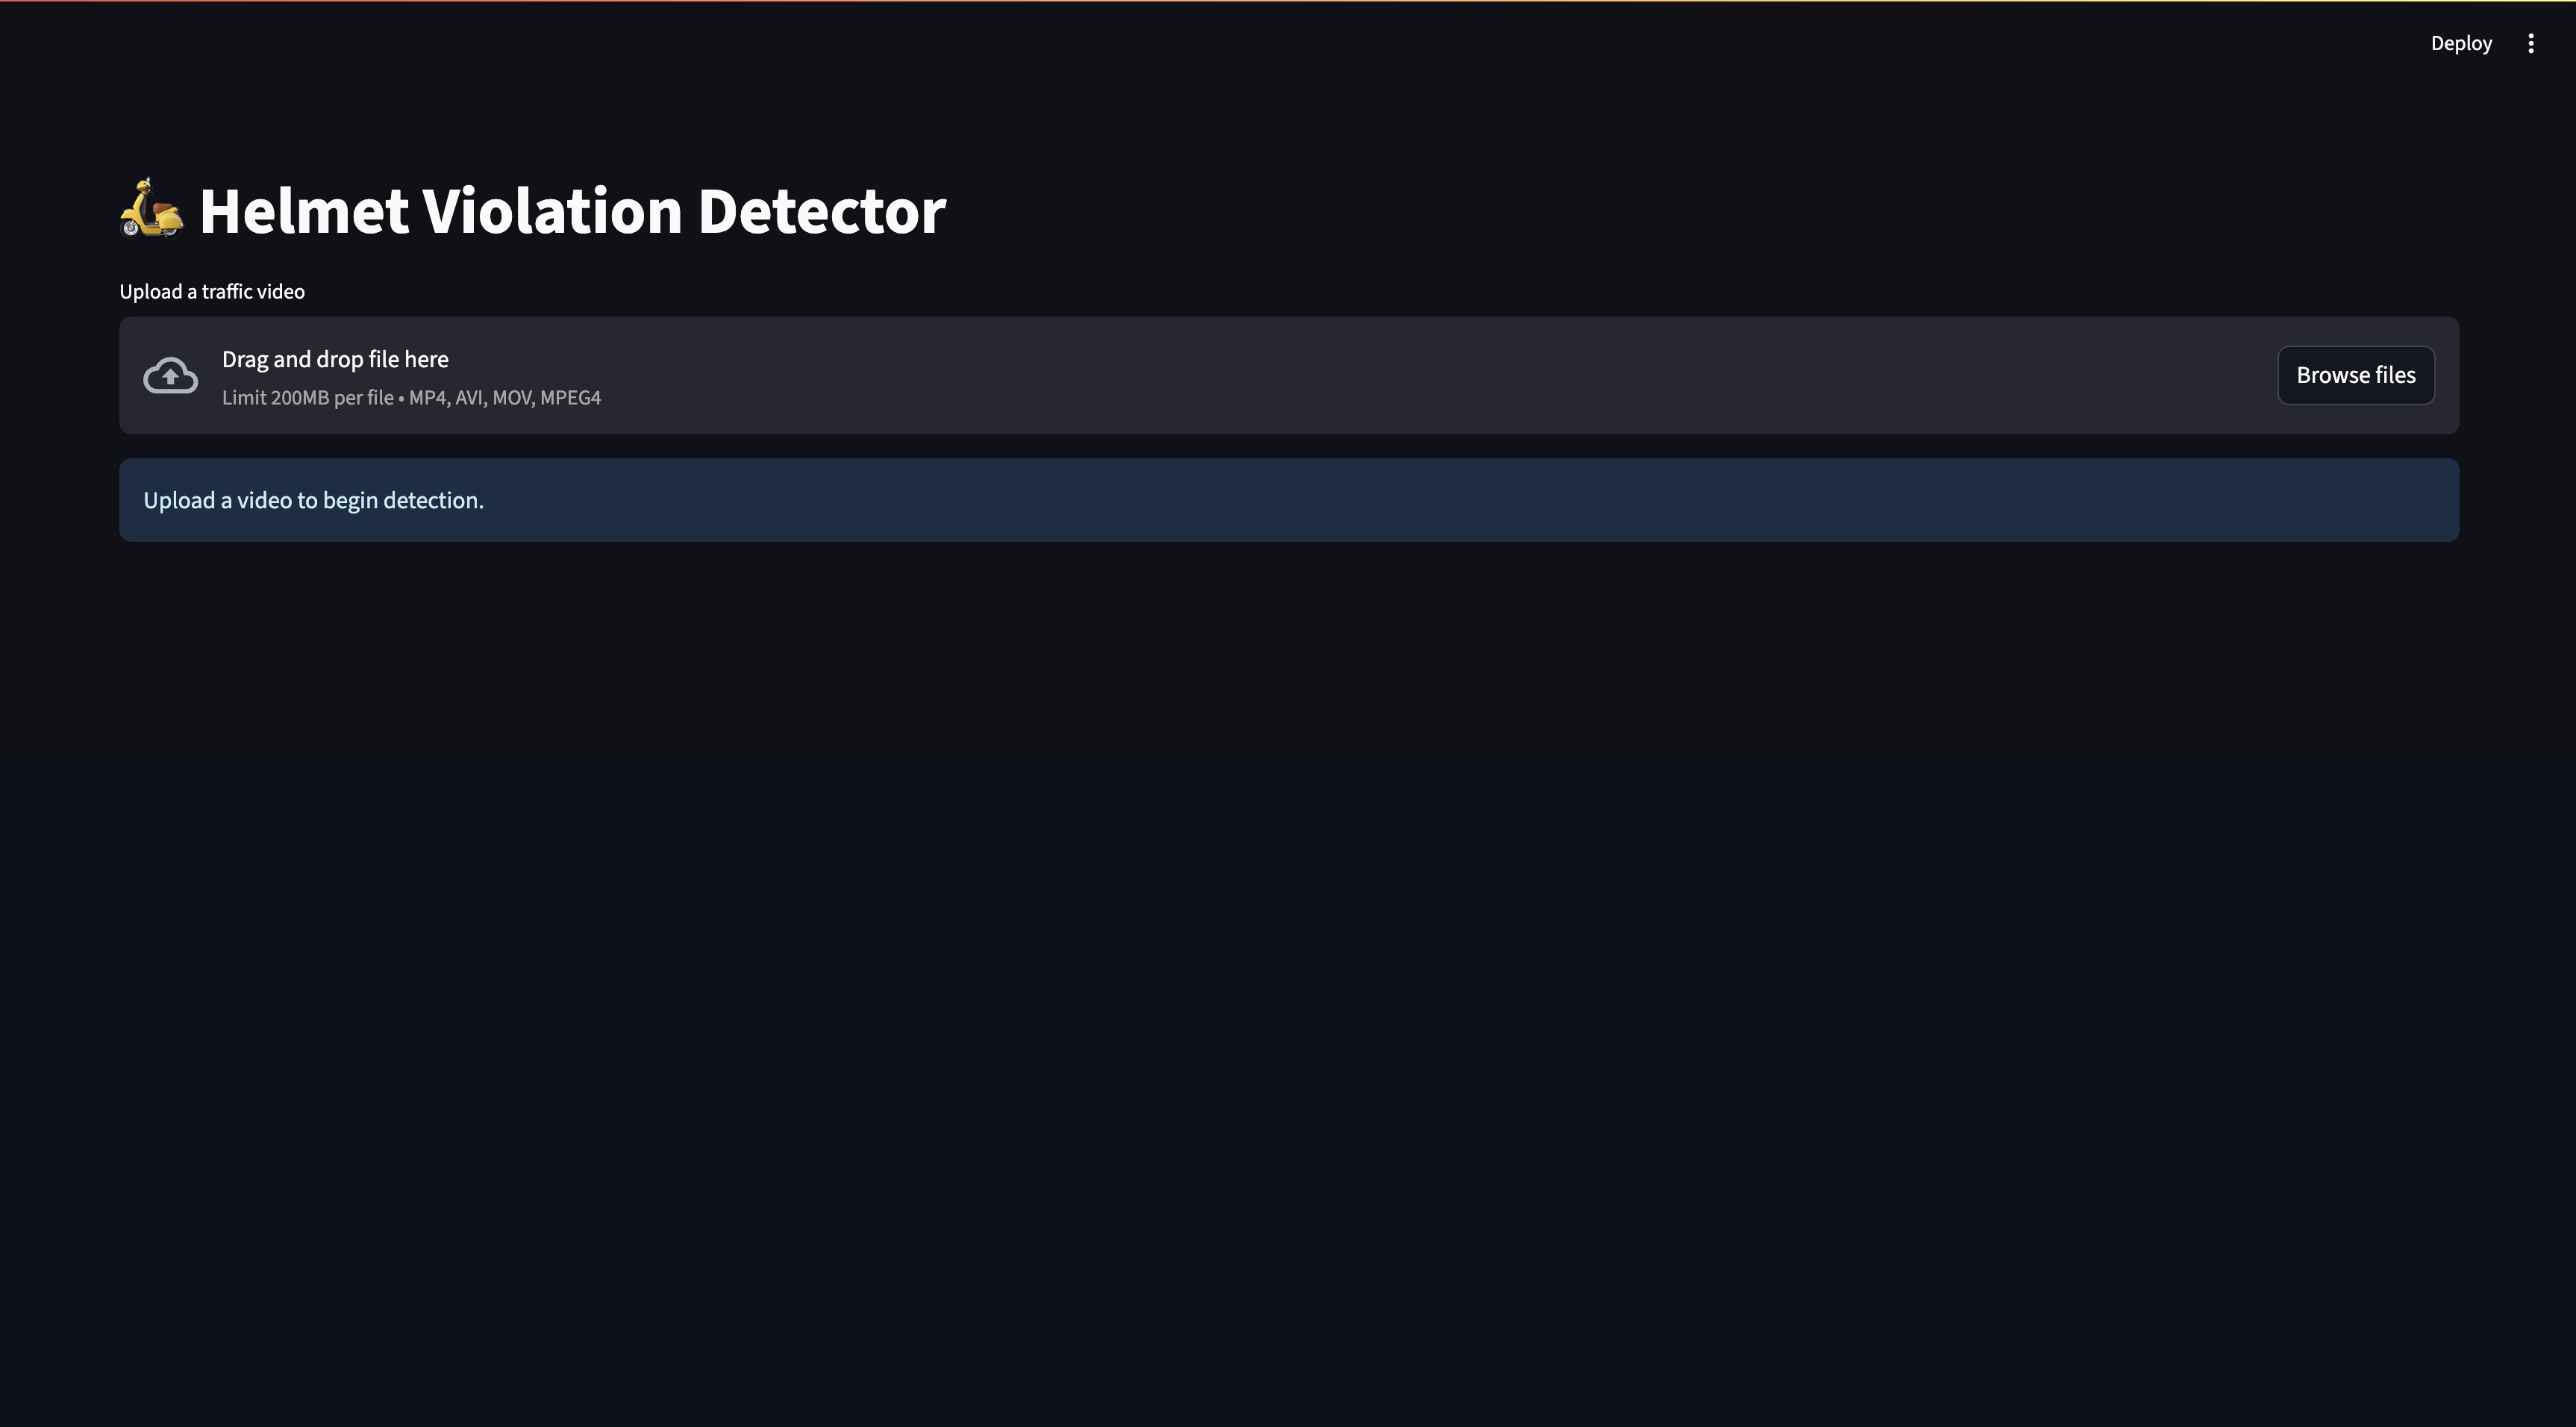 Deploy
Helmet Violation Detector
Upload a traffic video
Drag and drop file here
Limit 200MB per file • MP4, AVI, MOV, MPEG4
Browse files
Upload a video to begin detection.